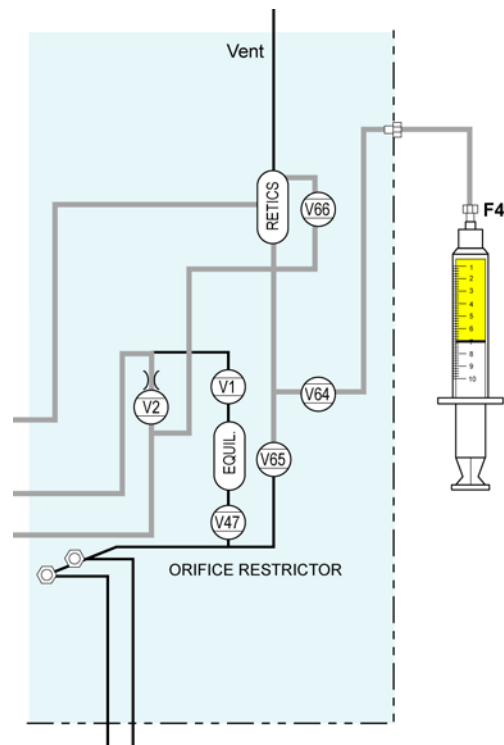 Vent
RETICS
V66
F4
1
2
3
4
5
6
7
8
9
10
V1
V2
V64
EQUIL.
V65
V47
ORIFICE RESTRICTOR